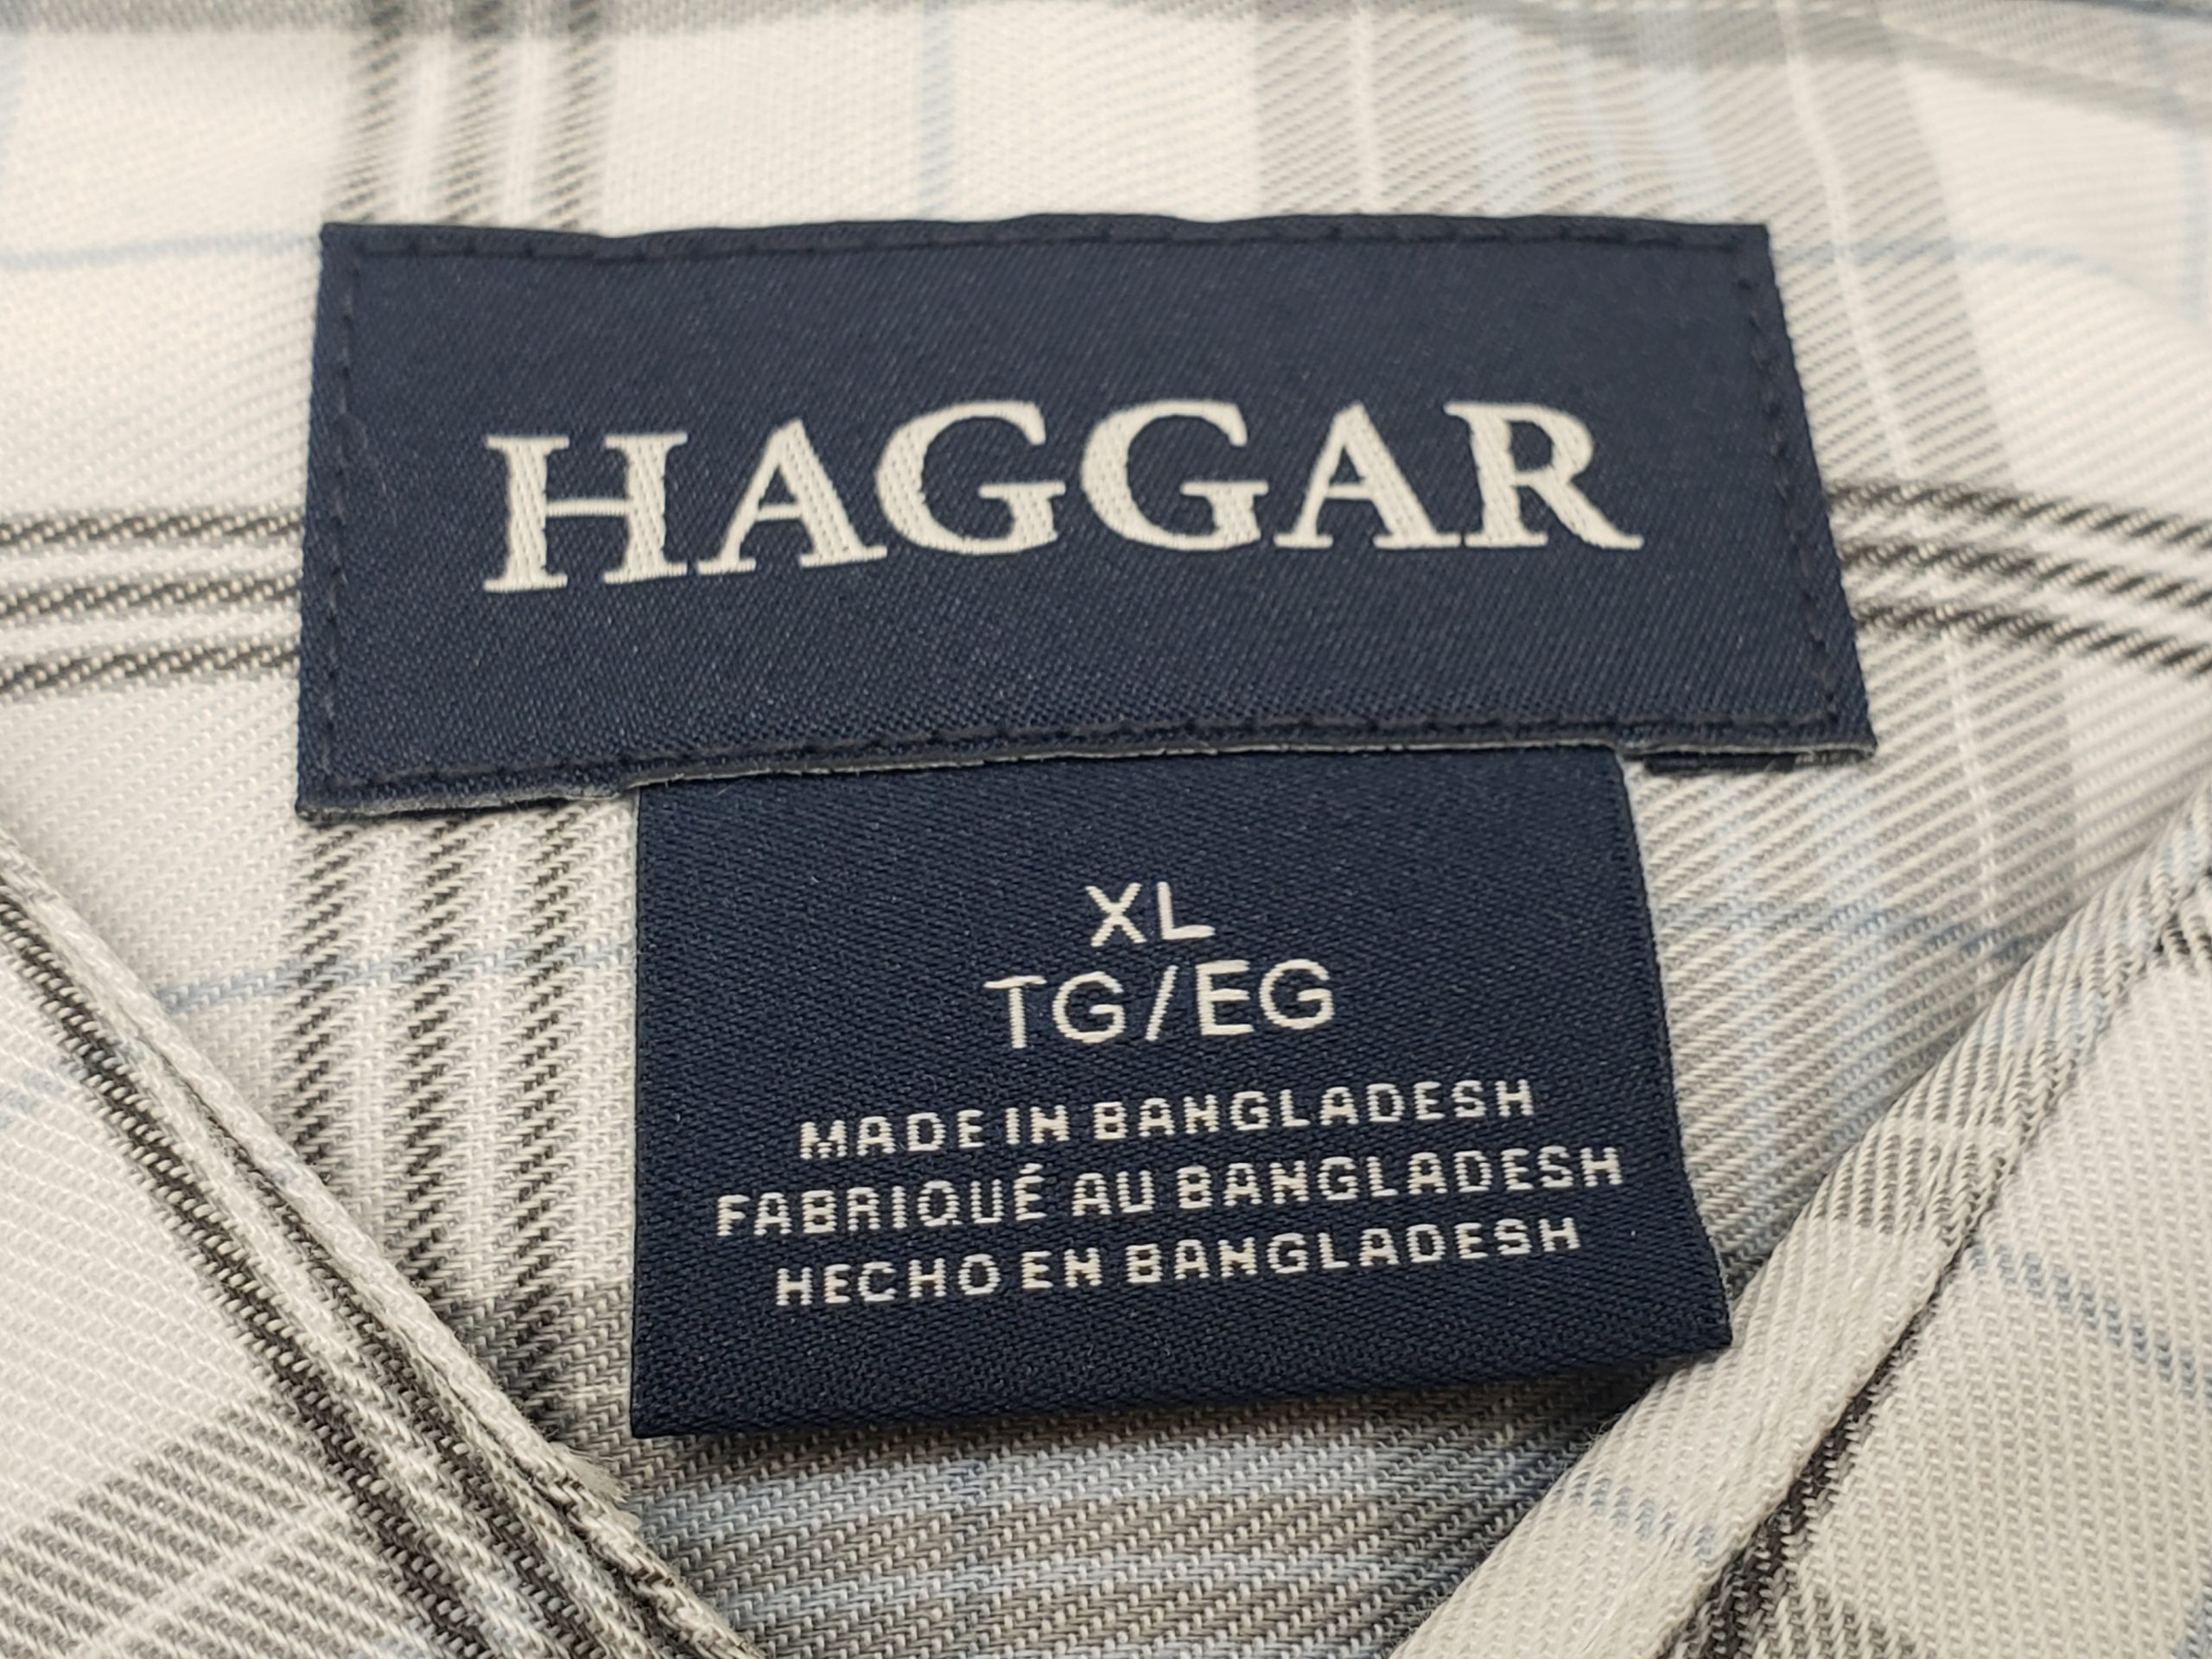 HAGGAR
XL
TG/EG
MADE IN BANGLADESH
FABRIQUÉ AU BANGLADESH
HECHO EN BANGLADESH